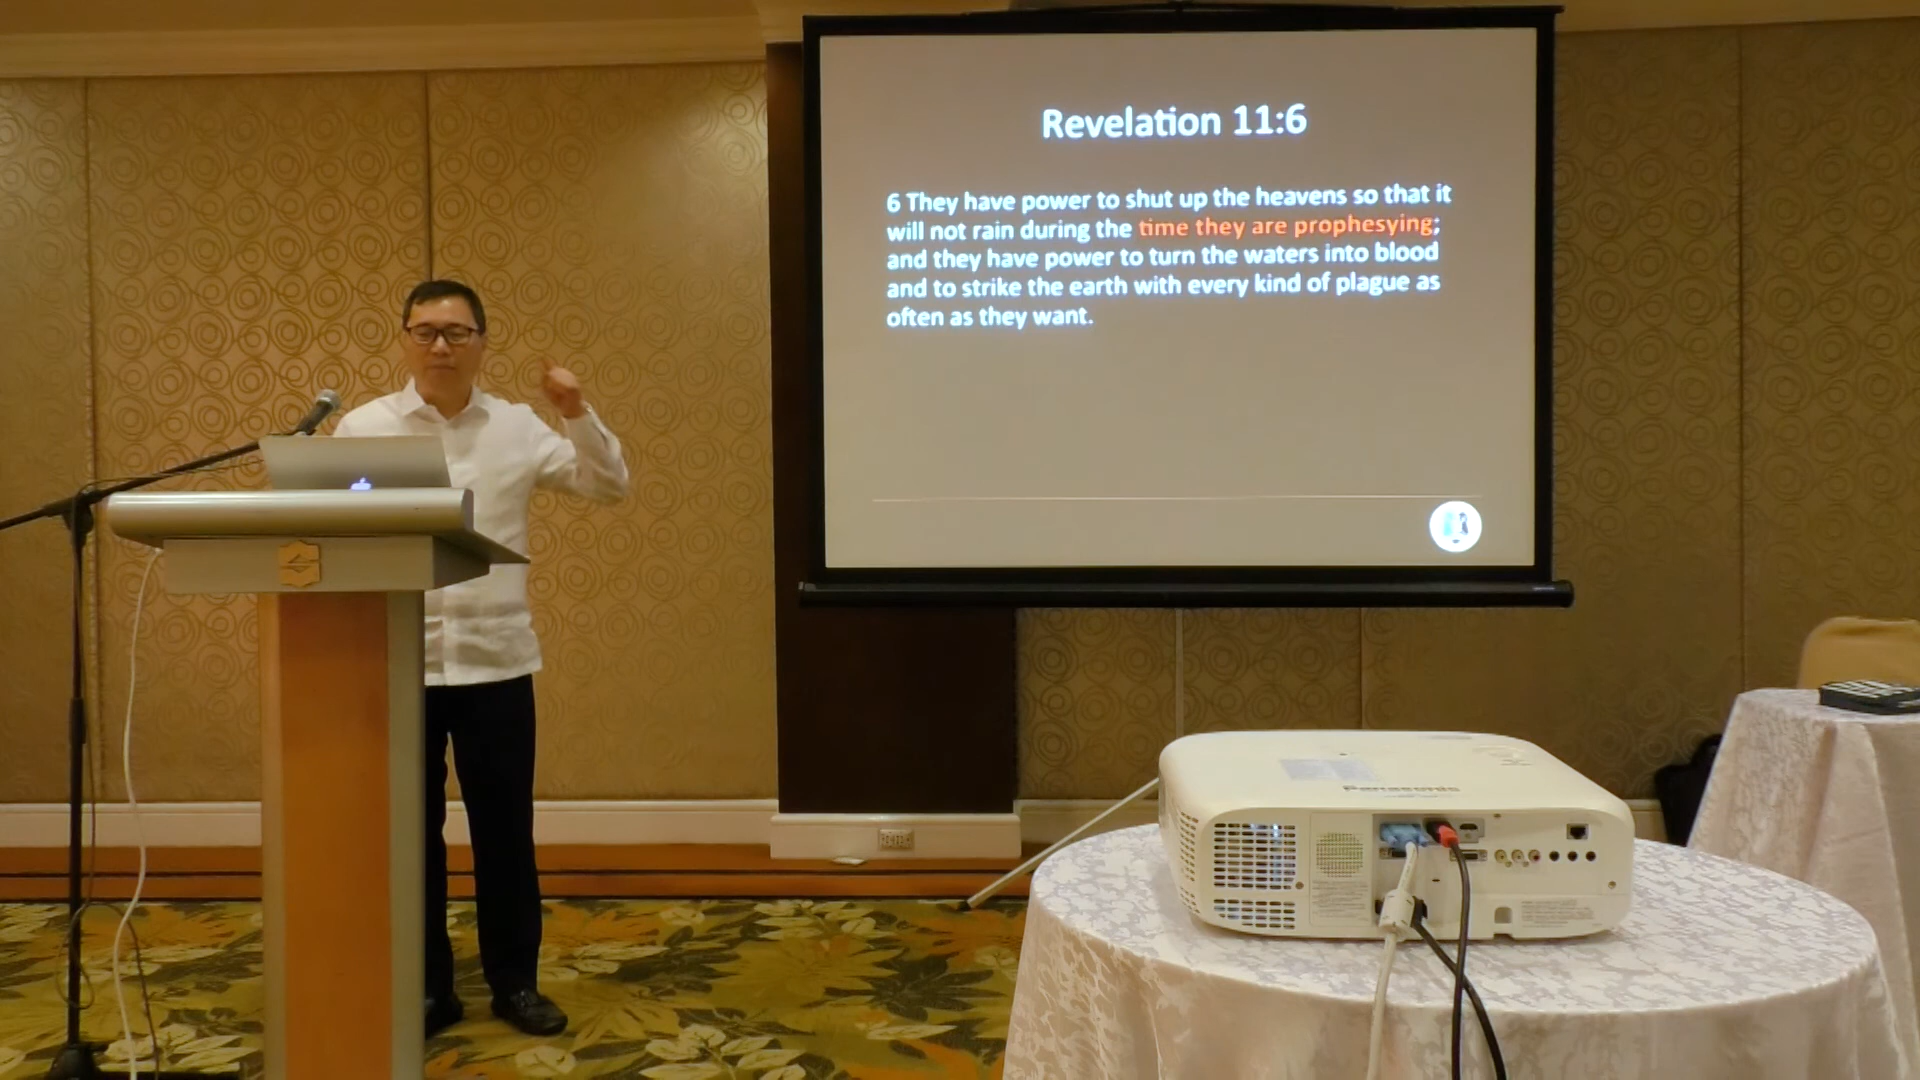 Revelation 11:6
6 They have power to shut up the heavens so that it
will not rain during the time they are prophesying;
and they have power to turn the waters into blood
and to strike the earth with every kind of plague as
often as they want.
Panasonic